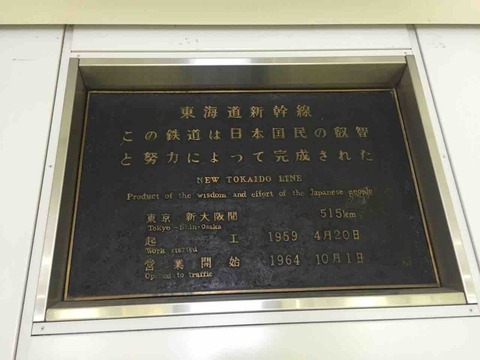 東海道新幹線
この鉄道は日本国民の叡智
と努力によって完成された
NEW TOKAIDO LINE
Product of the wisdom and effort of the Japanese people
東京 新大阪間 515km
Tokyo - Shin-Osaka
起工 1959 4月20日
Work started
営業開始 1964 10月1日
Opened to traffic